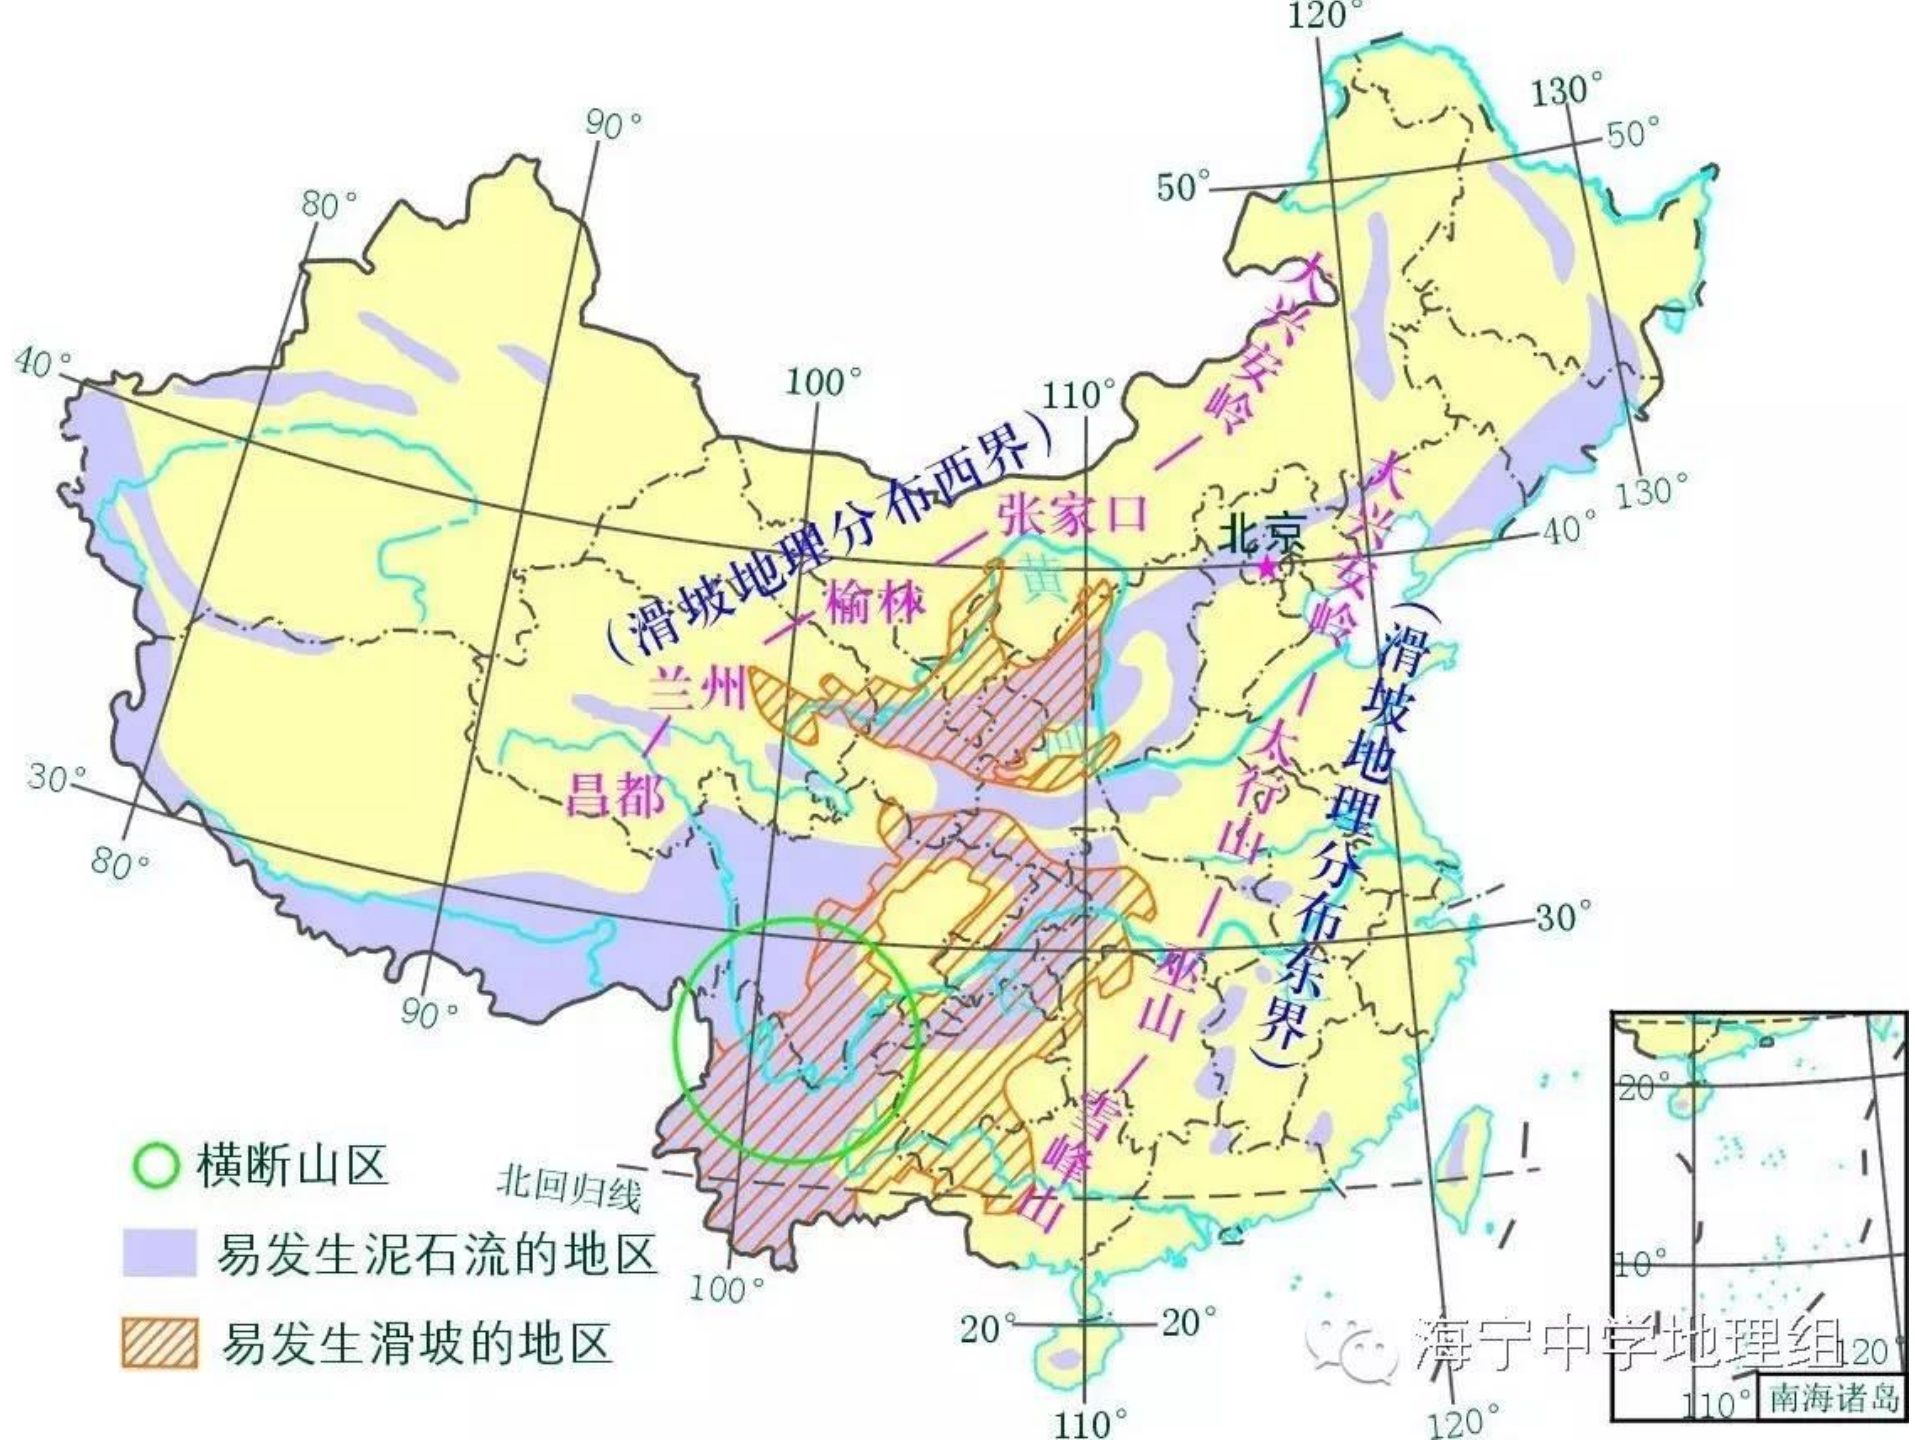 120°
130°
50°
90°
50°
80°
40°
100°
110°
大兴安岭
(滑坡地理分布西界)
张家口
榆林
兰州
昌都
黄
河
北京
大兴安岭
太行山
巫山
雪峰山
(滑坡地理分布东界)
130°
40°
30°
80°
90°
30°
长
江
横断山区
北回归线
易发生泥石流的地区
易发生滑坡的地区
100°
20°
20°
110°
120°
20°
10°
110°
120
南海诸岛
海宁中学地理组